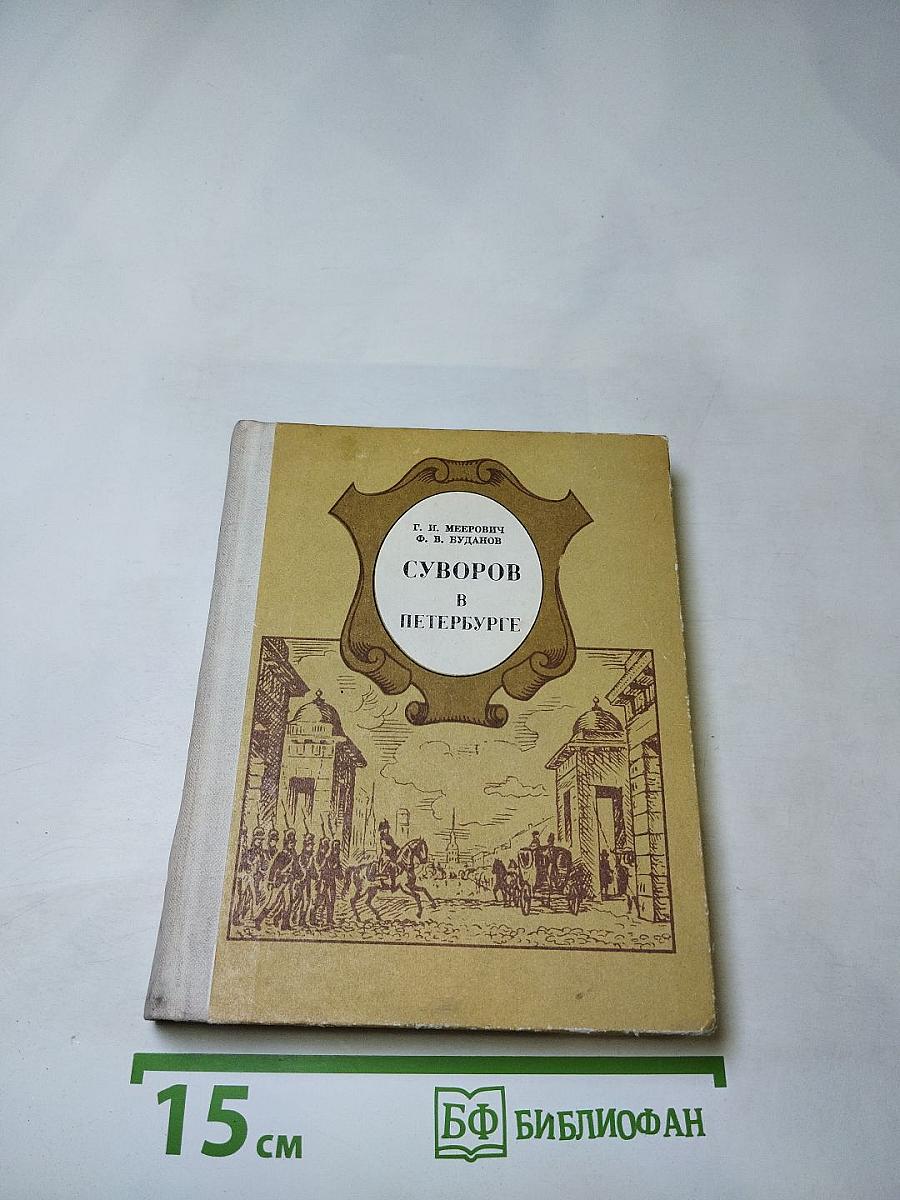 Г. И. МЕЕРОВИЧ
Ф. В. БУДАНОВ
СУВОРОВ
В
ПЕТЕРБУРГЕ
15 см
БФ БИБЛИОФАН